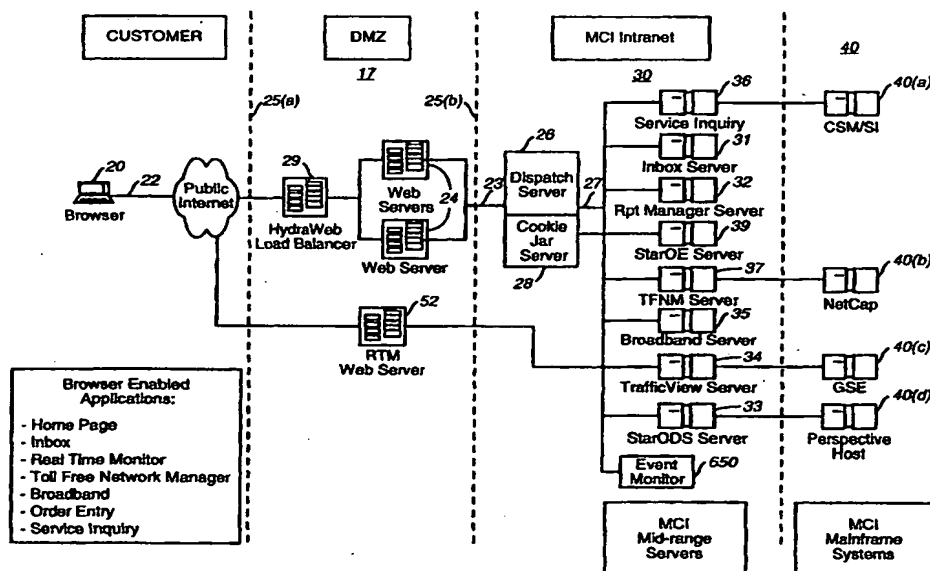 CUSTOMER
DMZ
17
MCI Intranet
30
40
25(a)
25(b)
20
22
Browser
Public
Internet
29
HydraWeb
Load Balancer
Web
Servers
24
Web Server
23
26
Dispatch
Server
Cookie
Jar
Server
28
27
52
RTM
Web Server
36
Service Inquiry
31
Inbox Server
32
Rpt Manager Server
39
StarOE Server
37
TFNM Server
35
Broadband Server
34
TrafficView Server
33
StarODS Server
Event
Monitor
650
40(a)
CSM/SI
40(b)
NetCap
40(c)
GSE
40(d)
Perspective
Host
Browser Enabled
Applications:
- Home Page
- Inbox
- Real Time Monitor
- Toll Free Network Manager
- Broadband
- Order Entry
- Service Inquiry
MCI
Mid-range
Servers
MCI
Mainframe
Systems